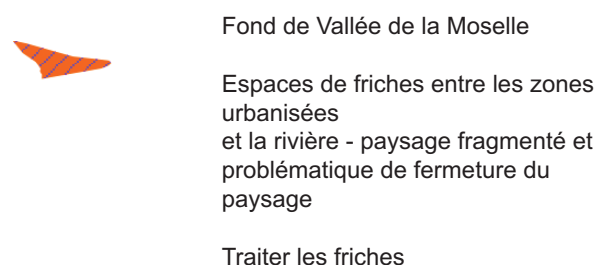 Fond de Vallée de la Moselle
Espaces de friches entre les zones
urbanisées
et la rivière - paysage fragmenté et
problématique de fermeture du
paysage
Traiter les friches